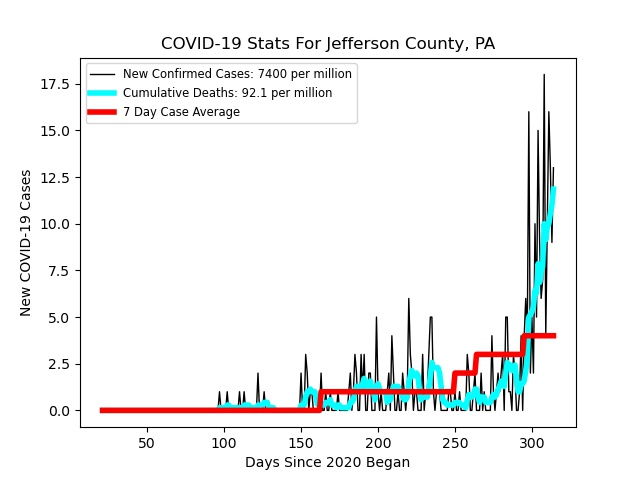 COVID-19 Stats For Jefferson County, PA
New Confirmed Cases: 7400 per million
Cumulative Deaths: 92.1 per million
7 Day Case Average
New COVID-19 Cases
17.5
15.0
12.5
10.0
7.5
5.0
2.5
0.0
50 100 150 200 250 300
Days Since 2020 Began